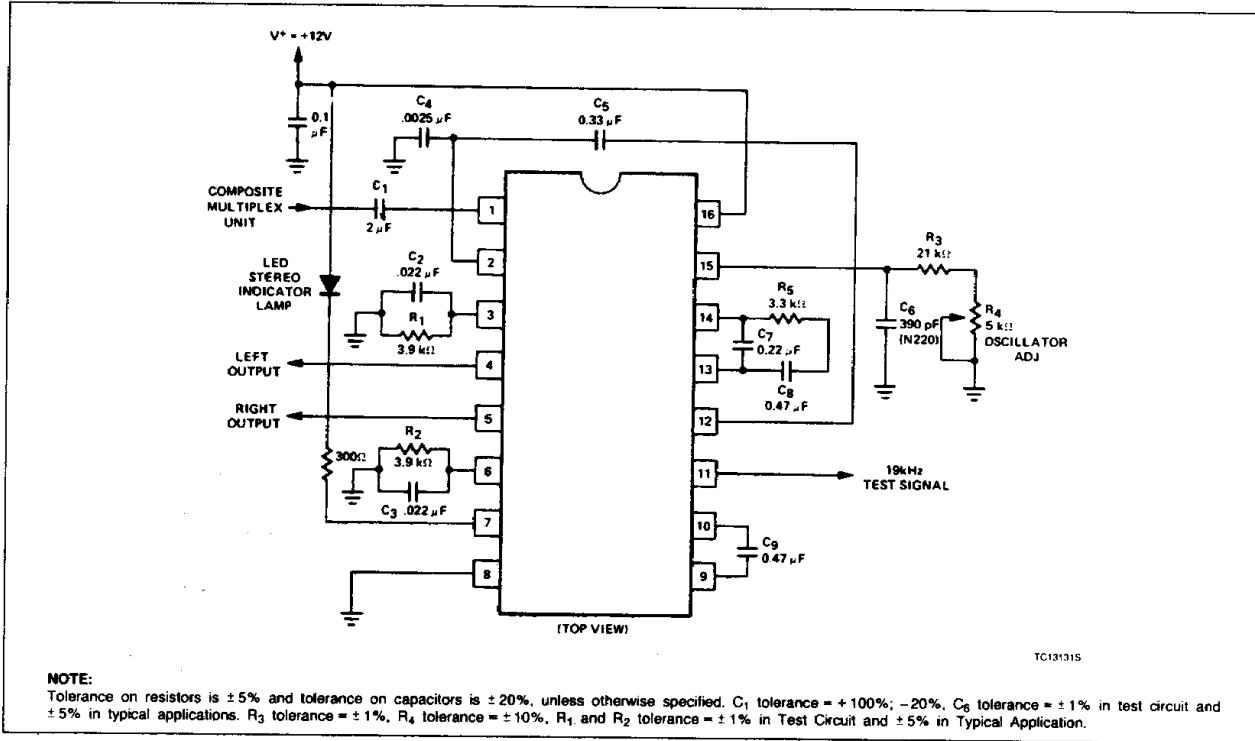 V+ = +12V
0.1
μF
C4
.0025 μF
C5
0.33 μF
COMPOSITE
MULTIPLEX
UNIT
C1
2 μF
1
16
LED
STEREO
INDICATOR
LAMP
C2
.022 μF
2
15
R3
21 kΩ
R1
3.9 kΩ
3
14
R5
3.3 kΩ
C7
0.22 μF
C6
390 pF
(N220)
R4
5 kΩ
OSCILLATOR
ADJ
LEFT
OUTPUT
4
13
C8
0.47 μF
RIGHT
OUTPUT
5
12
300Ω
R2
3.9 kΩ
6
11
19kHz
TEST SIGNAL
C3 .022 μF
7
10
C9
0.47 μF
8
9
(TOP VIEW)
TC13131S
NOTE:
Tolerance on resistors is ±5% and tolerance on capacitors is ±20%, unless otherwise specified. C1 tolerance = +100%; -20%, C6 tolerance = ±1% in test circuit and
±5% in typical applications. R3 tolerance = ±1%, R4 tolerance = ±10%, R1 and R2 tolerance = ±1% in Test Circuit and ±5% in Typical Application.